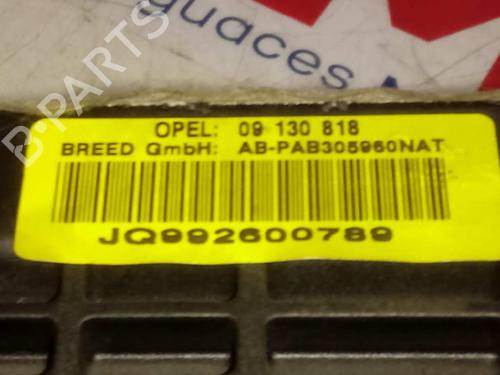 guaces
B-PARTS
OPEL: 09 130 818
BREED GmbH: AB-PAB305960NAT
JQ992600789